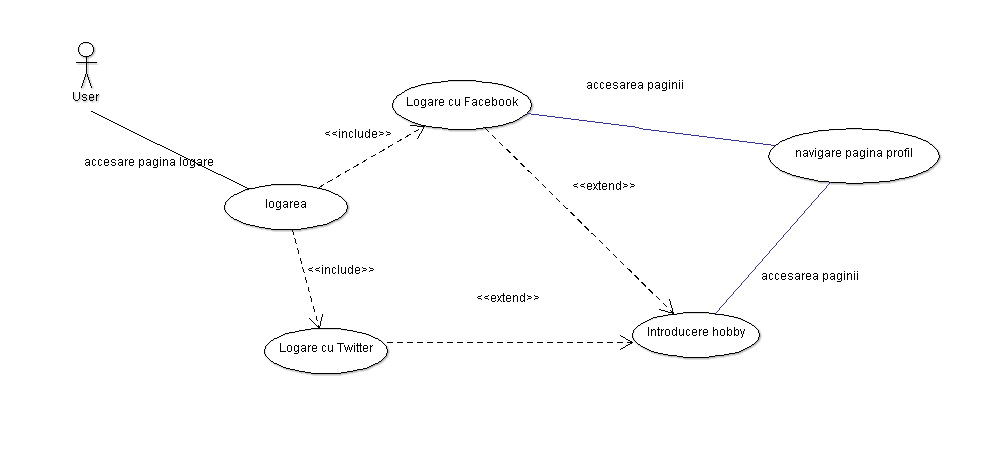 User
accesare pagina logare
logarea
<<include>>
Logare cu Facebook
accesarea paginii
navigare pagina profil
<<extend>>
accesarea paginii
<<include>>
<<extend>>
Introducere hobby
Logare cu Twitter